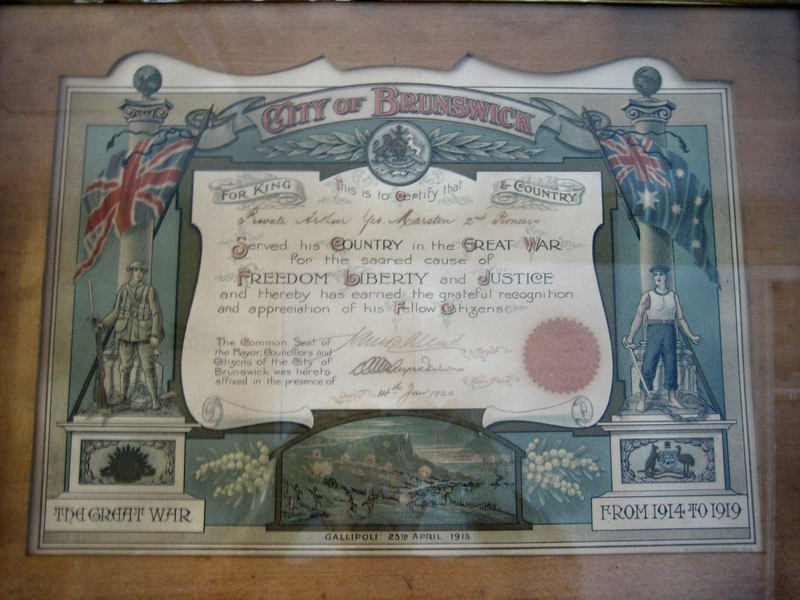 CITY OF BRUNSWICK
FOR KING
This is to Certify that
& COUNTRY
Private Arthur Geo. Marston 2nd Pioneers
Served his COUNTRY in the GREAT WAR
for the sacred cause of
FREEDOM LIBERTY and JUSTICE
and thereby has earned the grateful recognition
and appreciation of his Fellow Citizens
The Common Seal of
the Mayor, Councillors and
Citizens of the City of
Brunswick was hereto
affixed in the presence of
Mayor
Town Clerk
Dated 14th Jan 1920
THE GREAT WAR
FROM 1914 TO 1919
GALLIPOLI 25TH APRIL 1915